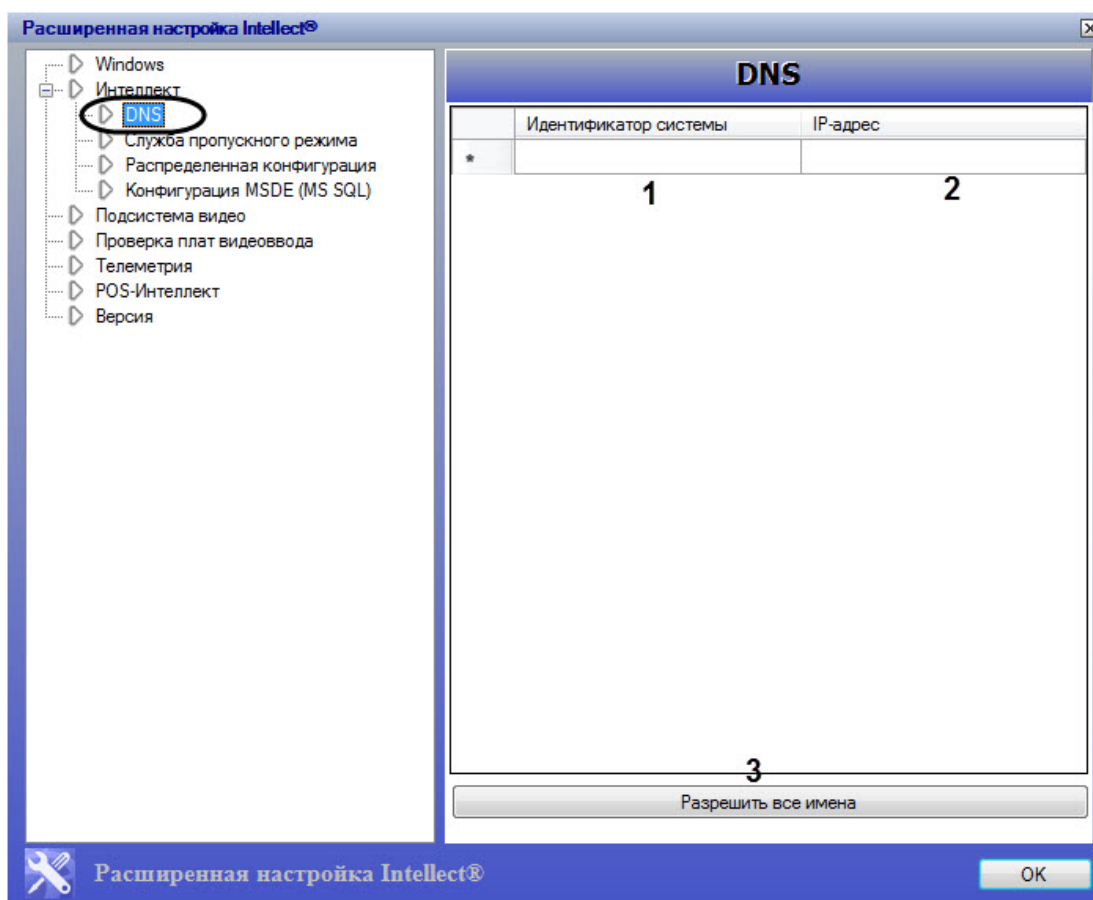 Расширенная настройка Intellect®
Windows
Интеллект
DNS
Служба пропускного режима
Распределенная конфигурация
Конфигурация MSDE (MS SQL)
Подсистема видео
Проверка плат видеоввода
Телеметрия
POS-Интеллект
Версия
DNS
Идентификатор системы IP-адрес
*
1 2
3
Разрешить все имена
Расширенная настройка Intellect®
OK